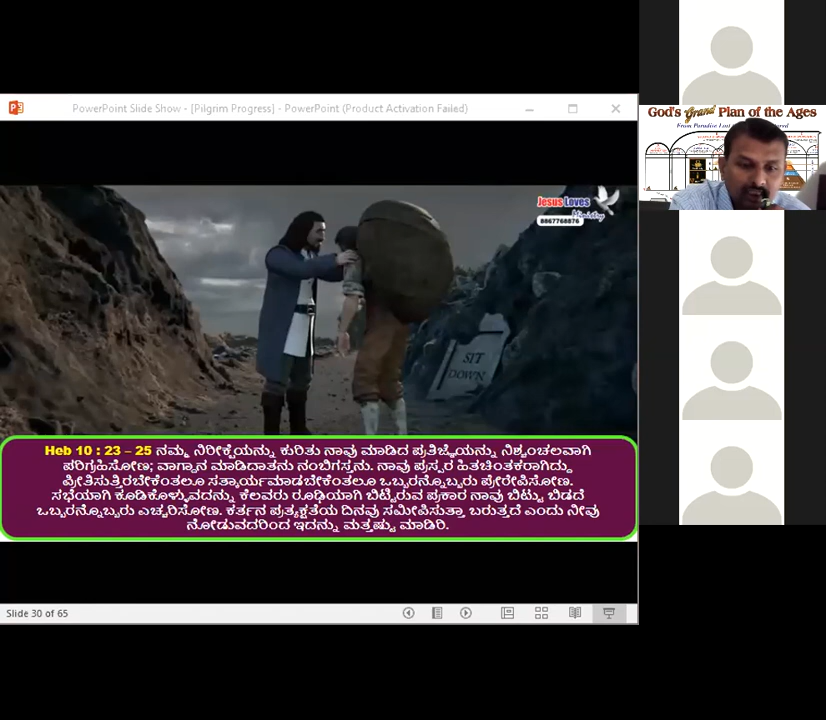 PowerPoint Slide Show - [Pilgrim Progress] - PowerPoint (Product Activation Failed)
God's Grand Plan of the Ages
Jesus Loves
Ministry
8867768876
SIT
DOWN
Heb 10 : 23 – 25 ನಮ್ಮ ನಿರೀಕ್ಷೆಯನ್ನು ಕುರಿತು ನಾವು ಮಾಡಿದ ಪ್ರತಿಜ್ಞೆಯನ್ನು ನಿಶ್ಚಂಚಲವಾಗಿ
ಪರಿಗ್ರಹಿಸೋಣ; ವಾಗ್ದಾನ ಮಾಡಿದಾತನು ನಂಬಿಗಸ್ತನು. ನಾವು ಪ್ರಸ್ಪರ ಹಿತಚಿಂತಕರಾಗಿದ್ದು
ಪ್ರೀತಿಸುತ್ತಿರಬೇಕೆಂತಲೂ ಸತ್ಕಾರ್ಯಮಾಡಬೇಕೆಂತಲೂ ಒಬ್ಬರನ್ನೊಬ್ಬರು ಪ್ರೇರೇಪಿಸೋಣ.
ಸಭೆಯಾಗಿ ಕೂಡಿಕೊಳ್ಳುವದನ್ನು ಕೆಲವರು ರೂಢಿಯಾಗಿ ಬಿಟ್ಟಿರುವ ಪ್ರಕಾರ ನಾವು ಬಿಟ್ಟು ಬಿಡದೆ
ಒಬ್ಬರನ್ನೊಬ್ಬರು ಎಚ್ಚರಿಸೋಣ. ಕರ್ತನ ಪ್ರತ್ಯಕ್ಷತೆಯ ದಿನವು ಸಮೀಪಿಸುತ್ತಾ ಬರುತ್ತದೆ ಎಂದು ನೀವು
ನೋಡುವದರಿಂದ ಇದನ್ನು ಮತ್ತಷ್ಟು ಮಾಡಿರಿ.
Slide 30 of 65